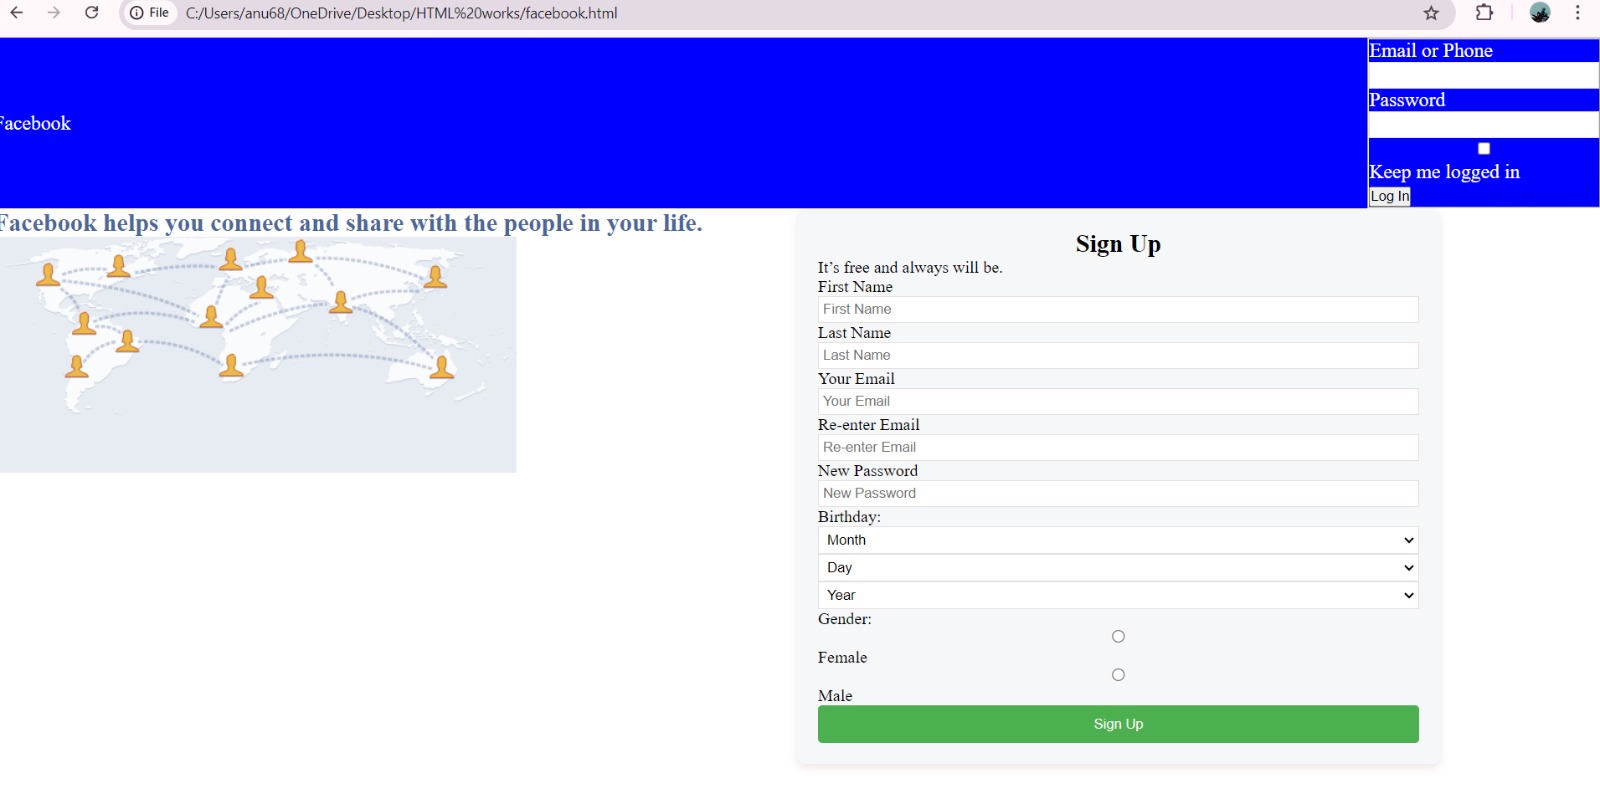 File
C:/Users/anu68/OneDrive/Desktop/HTML%20works/facebook.html
Email or Phone
Password
Facebook
Keep me logged in
Log In
Facebook helps you connect and share with the people in your life.
Sign Up
It’s free and always will be.
First Name
First Name
Last Name
Last Name
Your Email
Your Email
Re-enter Email
Re-enter Email
New Password
New Password
Birthday:
Month
Day
Year
Gender:
Female
Male
Sign Up